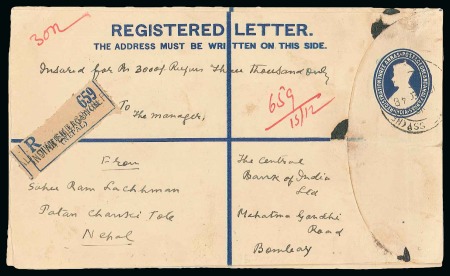 30n
REGISTERED LETTER.
THE ADDRESS MUST BE WRITTEN ON THIS SIDE.
Insured for Rs 3000/ Rupees Three thousand only
659
15/12
R
659
(NEPAL)
To
The manager,
The Central
Bank of India
Ltd
Mahatma Gandhi
Road
Bombay
From
Ram Lachhman
Patan Chauki Tole
Nepal